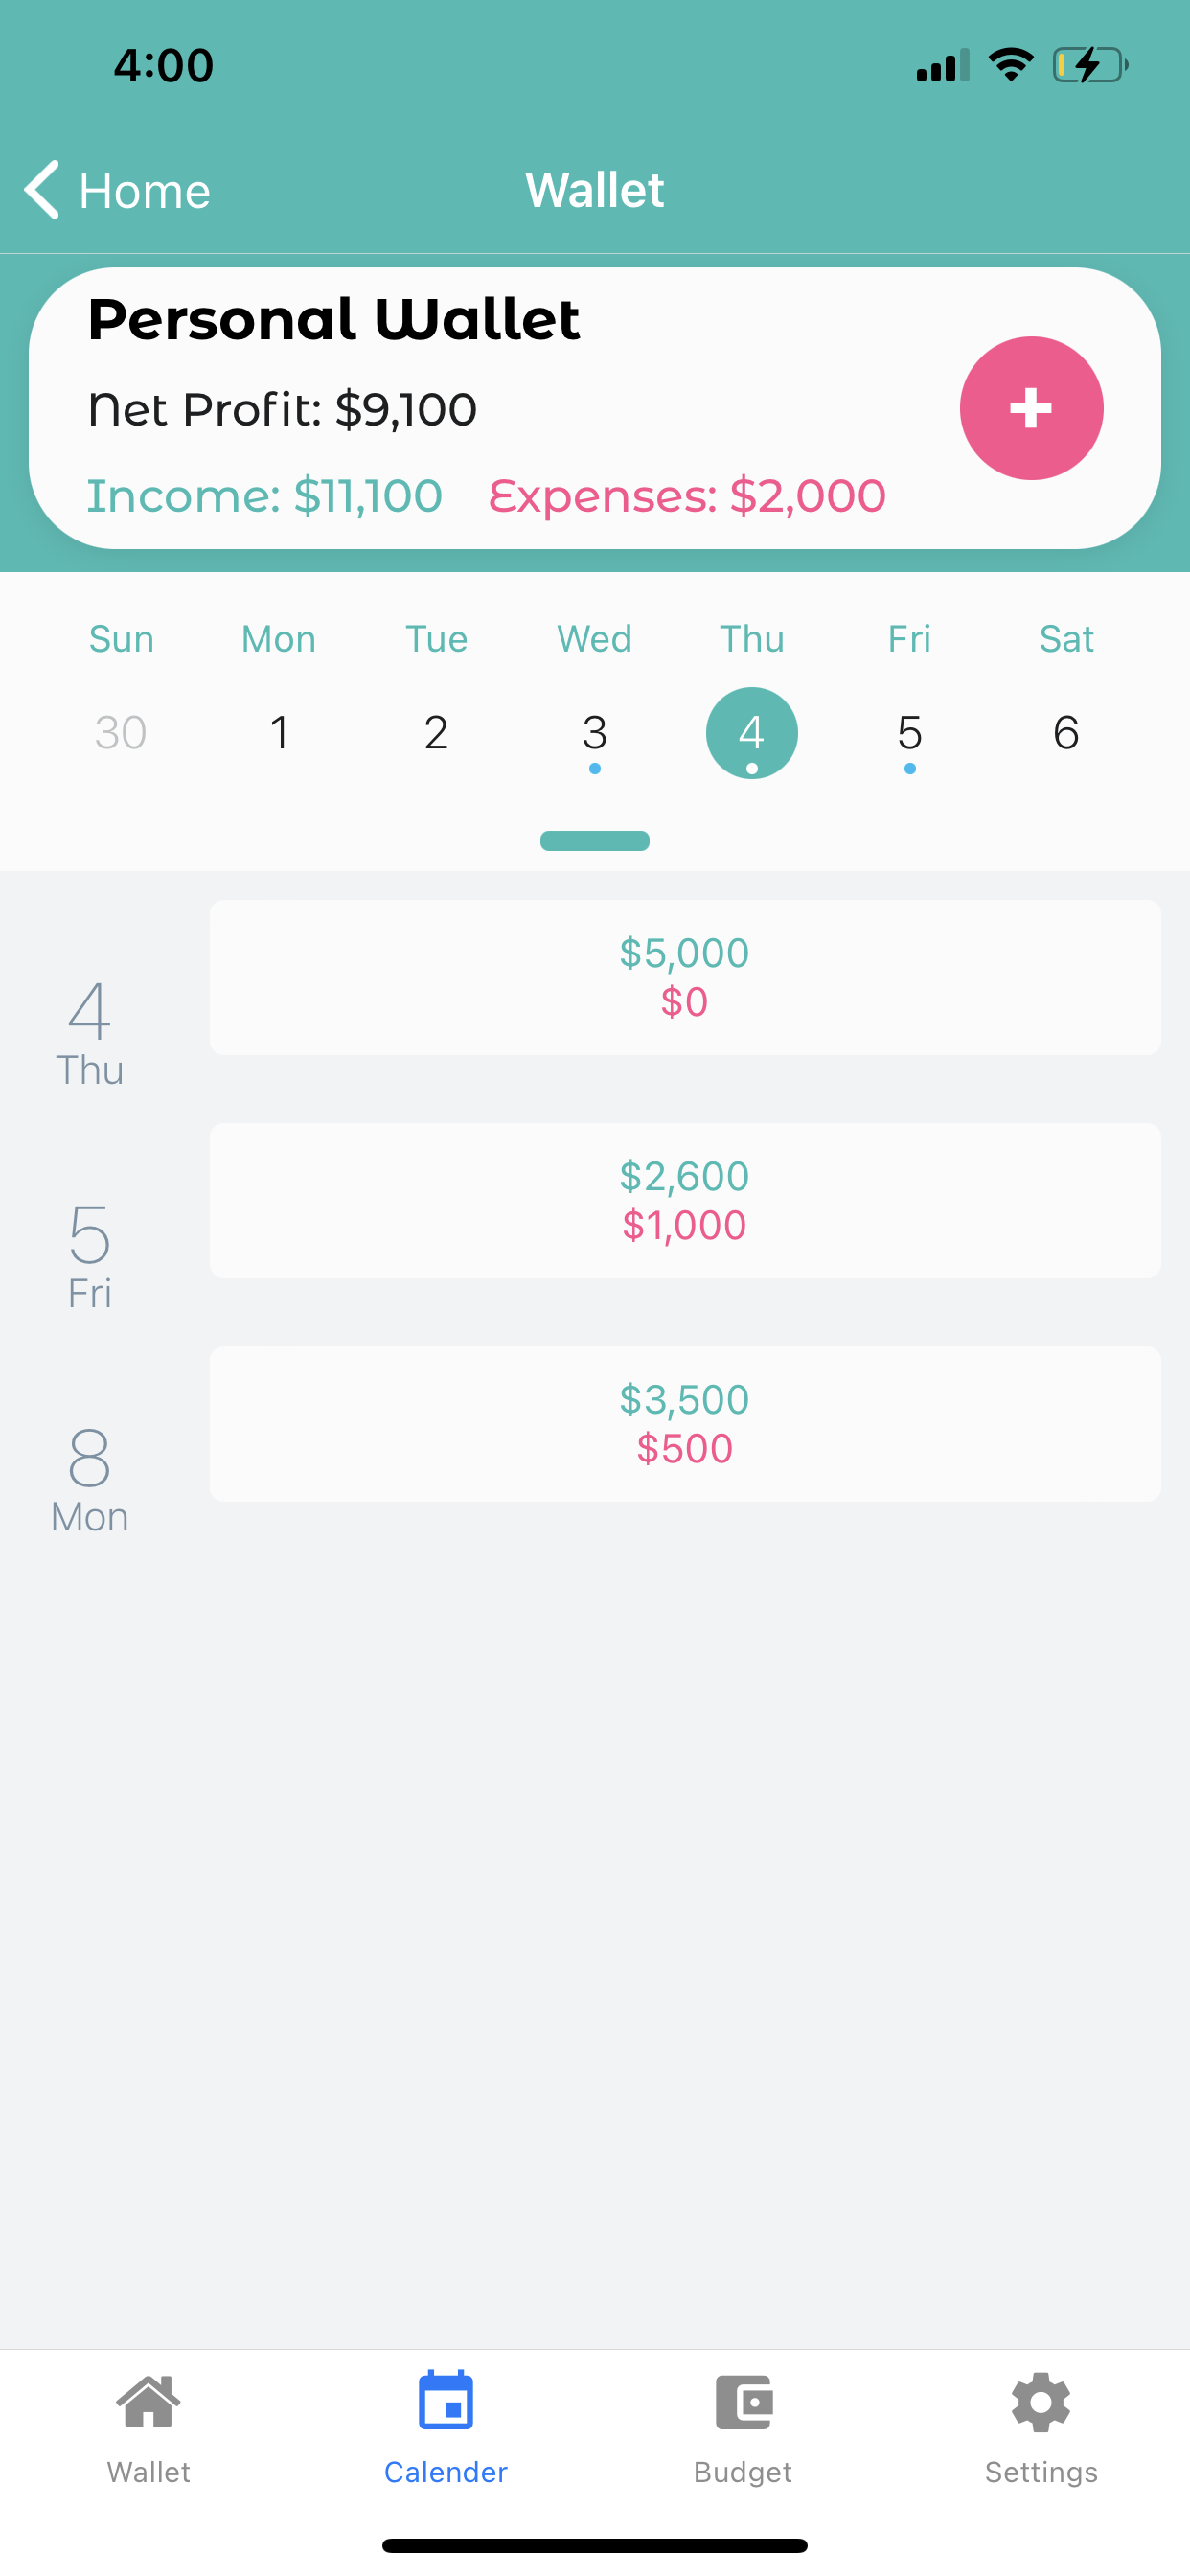 4:00
Home
Wallet
Personal Wallet
Net Profit: $9,100
Income: $11,100 Expenses: $2,000
Sun Mon Tue Wed Thu Fri Sat
30 1 2 3 4 5 6
$5,000
$0
4
Thu
$2,600
$1,000
5
Fri
$3,500
$500
8
Mon
Wallet Calender Budget Settings